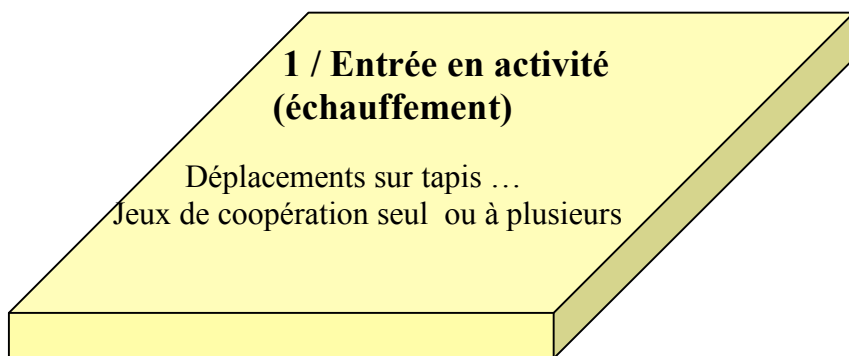 1 / Entrée en activité
(échauffement)
Déplacements sur tapis …
Jeux de coopération seul ou à plusieurs